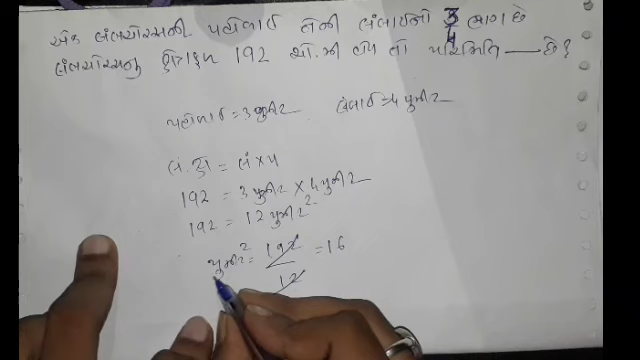 એક લંબચોરસની પહોળાઈ તેની લંબાઈનો 3/4 ભાગ છે
લંબચોરસનું ક્ષેત્રફળ 192 ચો.મી હોય તો પરિમિતિ — છે?
પહોળાઈ = 3 યુનીટ લંબાઈ = 4 યુનીટ
લં.ક્ષે = લં × પ
192 = 3 યુનીટ × 4 યુનીટ
192 = 12 યુનીટ²
યુનીટ² = 192/12 = 16